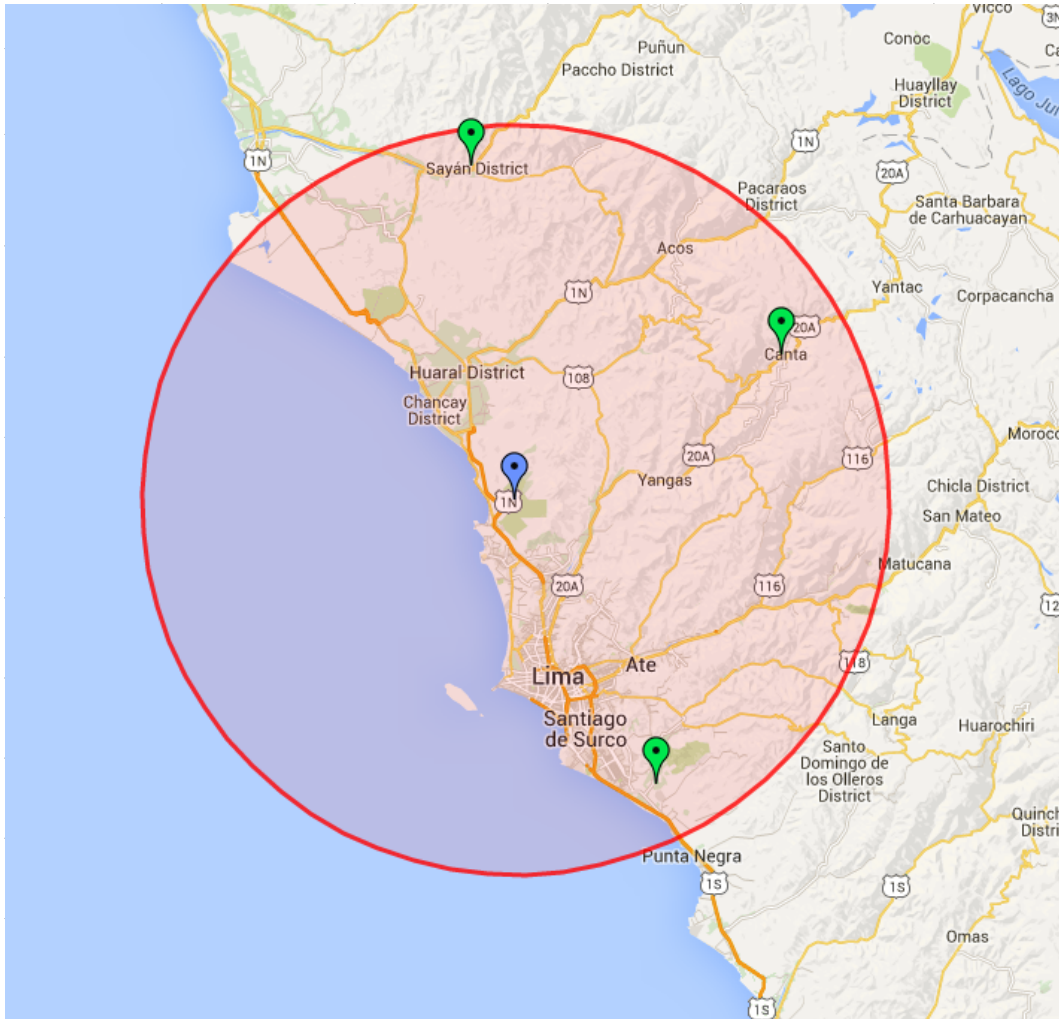 Vicco
3N
Conoc
Puñun
Paccho District
Huayllay
District
Lago Jun
1N
1N
Sayán District
20A
Pacaraos
District
Santa Barbara
de Carhuacayan
Acos
Yantac
1N
Corpacancha
20A
Canta
Huaral District
108
Chancay
District
Moroco
20A
116
Yangas
Chicla District
1N
San Mateo
Matucana
20A
116
12
Ate
118
Lima
Santiago
de Surco
Langa
Huarochiri
Santo
Domingo de
los Olleros
District
Quinch
Distri
Punta Negra
1S
1S
Omas
1S